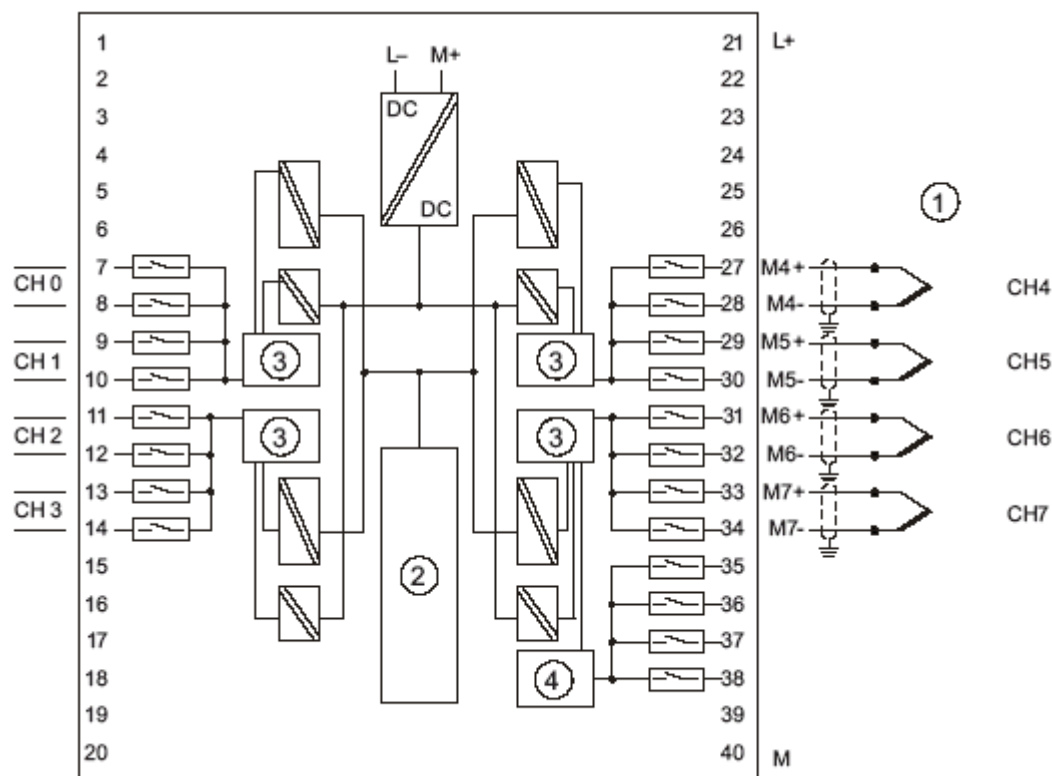 1 21 L+
L– M+
2 22
DC
3 23
4 24
5 25
①
DC
6 26
7 27 M4+
CH 0 CH4
8 28 M4-
9 29 M5+
CH 1 ③ ③ CH5
10 30 M5-
11 31 M6+
CH 2 ③ ③ CH6
12 32 M6-
13 33 M7+
CH 3 CH7
14 34 M7-
15 35
②
16 36
17 37
18 ④ 38
19 39
20 40 M